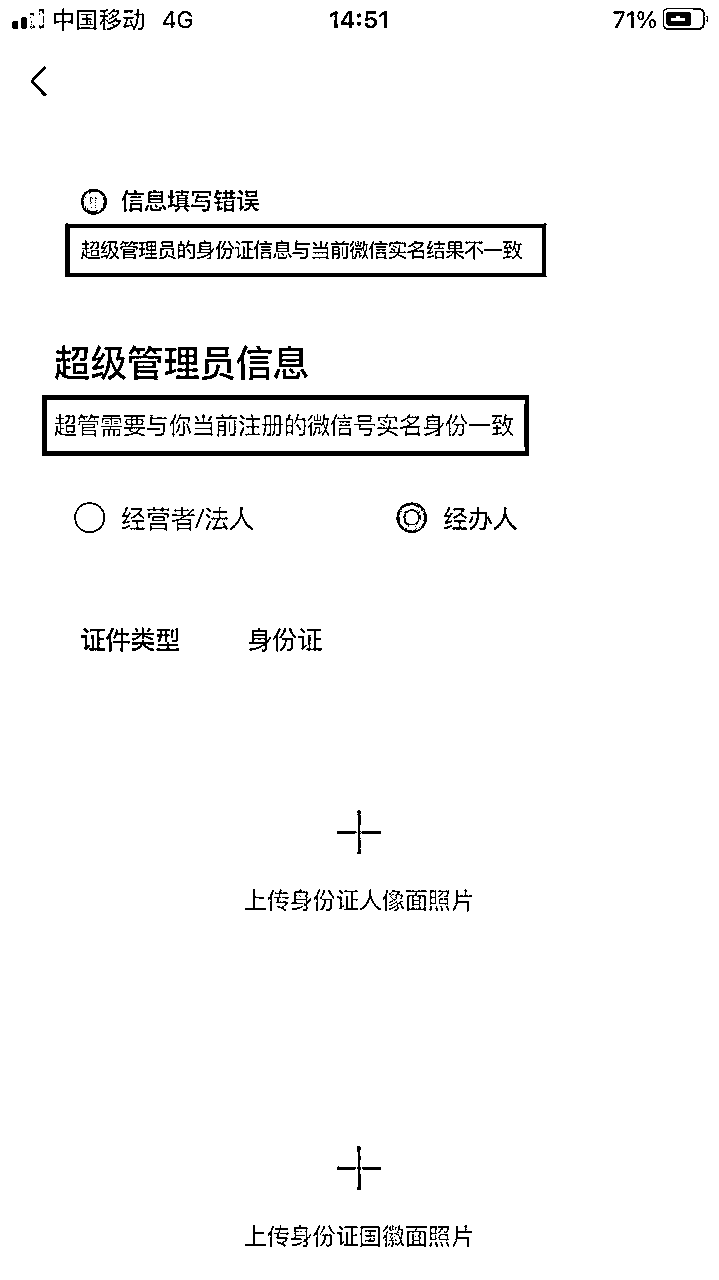 中国移动 4G 14:51 71%
信息填写错误
超级管理员的身份证信息与当前微信实名结果不一致
超级管理员信息
超管需要与你当前注册的微信号实名身份一致
经营者/法人 经办人
证件类型 身份证
上传身份证人像面照片
上传身份证国徽面照片